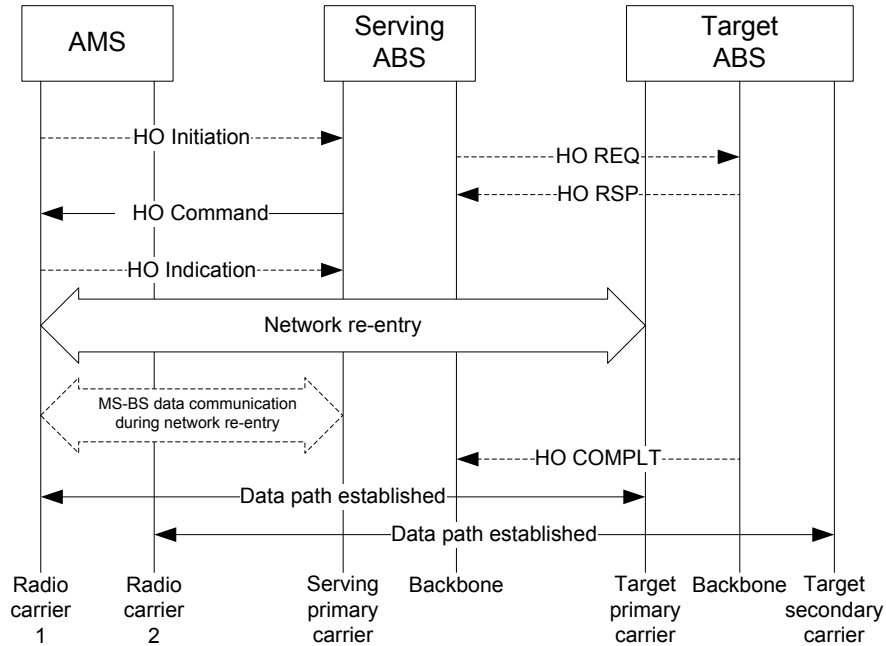 AMS
Serving
ABS
Target
ABS
HO Initiation
HO REQ
HO RSP
HO Command
HO Indication
Network re-entry
MS-BS data communication
during network re-entry
HO COMPLT
Data path established
Data path established
Radio
carrier
1
Radio
carrier
2
Serving
primary
carrier
Backbone
Target
primary
carrier
Backbone
Target
secondary
carrier